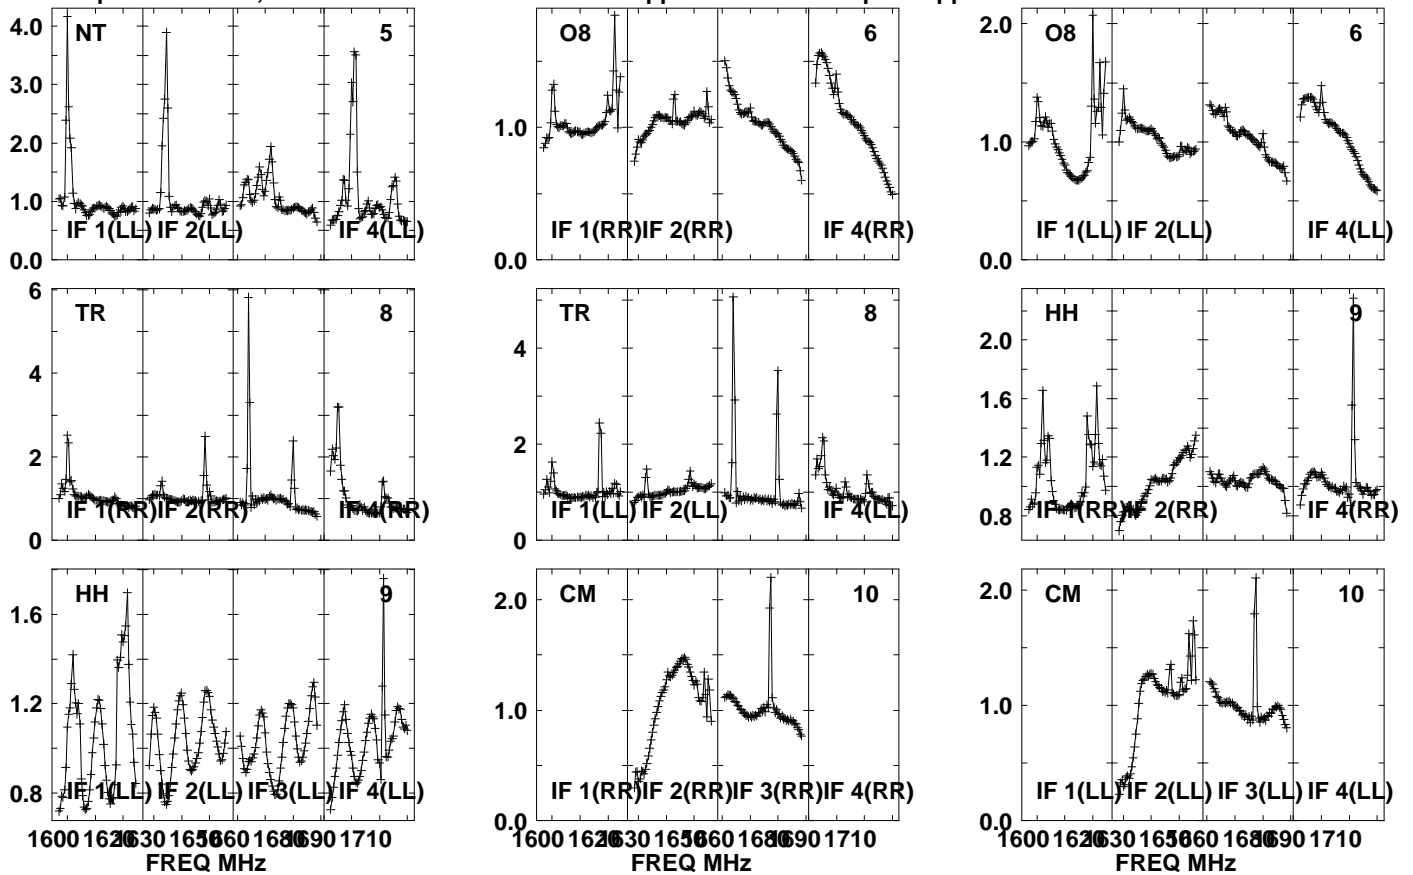 NT 5
4.0
3.0
2.0
1.0
0.0
IF 1(LL) IF 2(LL) IF 4(LL)
O8 6
1.0
0.0
IF 1(RR) IF 2(RR) IF 4(RR)
O8 6
2.0
1.0
0.0
IF 1(LL) IF 2(LL) IF 4(LL)
TR 8
6
4
2
0
IF 1(RR) IF 2(RR) IF 4(RR)
TR 8
4
2
0
IF 1(LL) IF 2(LL) IF 4(LL)
HH 9
2.0
1.6
1.2
0.8
IF 1(RR) IF 2(RR) IF 4(RR)
HH 9
1.6
1.2
0.8
IF 1(LL) IF 2(LL) IF 3(LL) IF 4(LL)
1600 1620 1630 1650 1660 1680 1690 1710
FREQ MHz
CM 10
2.0
1.0
0.0
IF 1(RR) IF 2(RR) IF 3(RR) IF 4(RR)
1600 1620 1630 1650 1660 1680 1690 1710
FREQ MHz
CM 10
2.0
1.0
0.0
IF 1(LL) IF 2(LL) IF 3(LL) IF 4(LL)
1600 1620 1630 1650 1660 1680 1690 1710
FREQ MHz